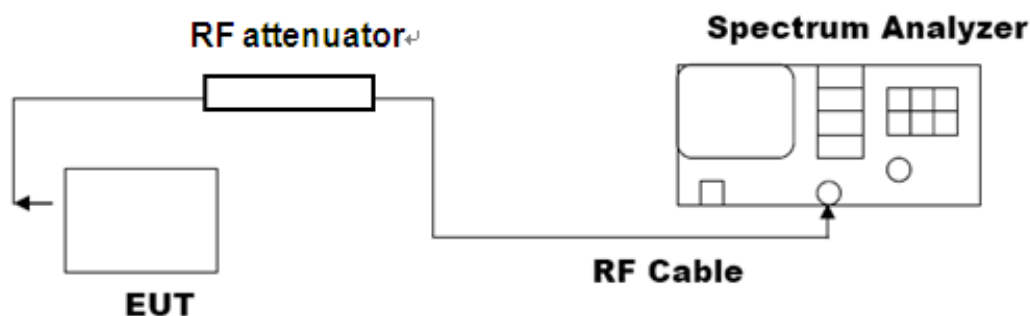 RF attenuator↵
Spectrum Analyzer
RF Cable
EUT